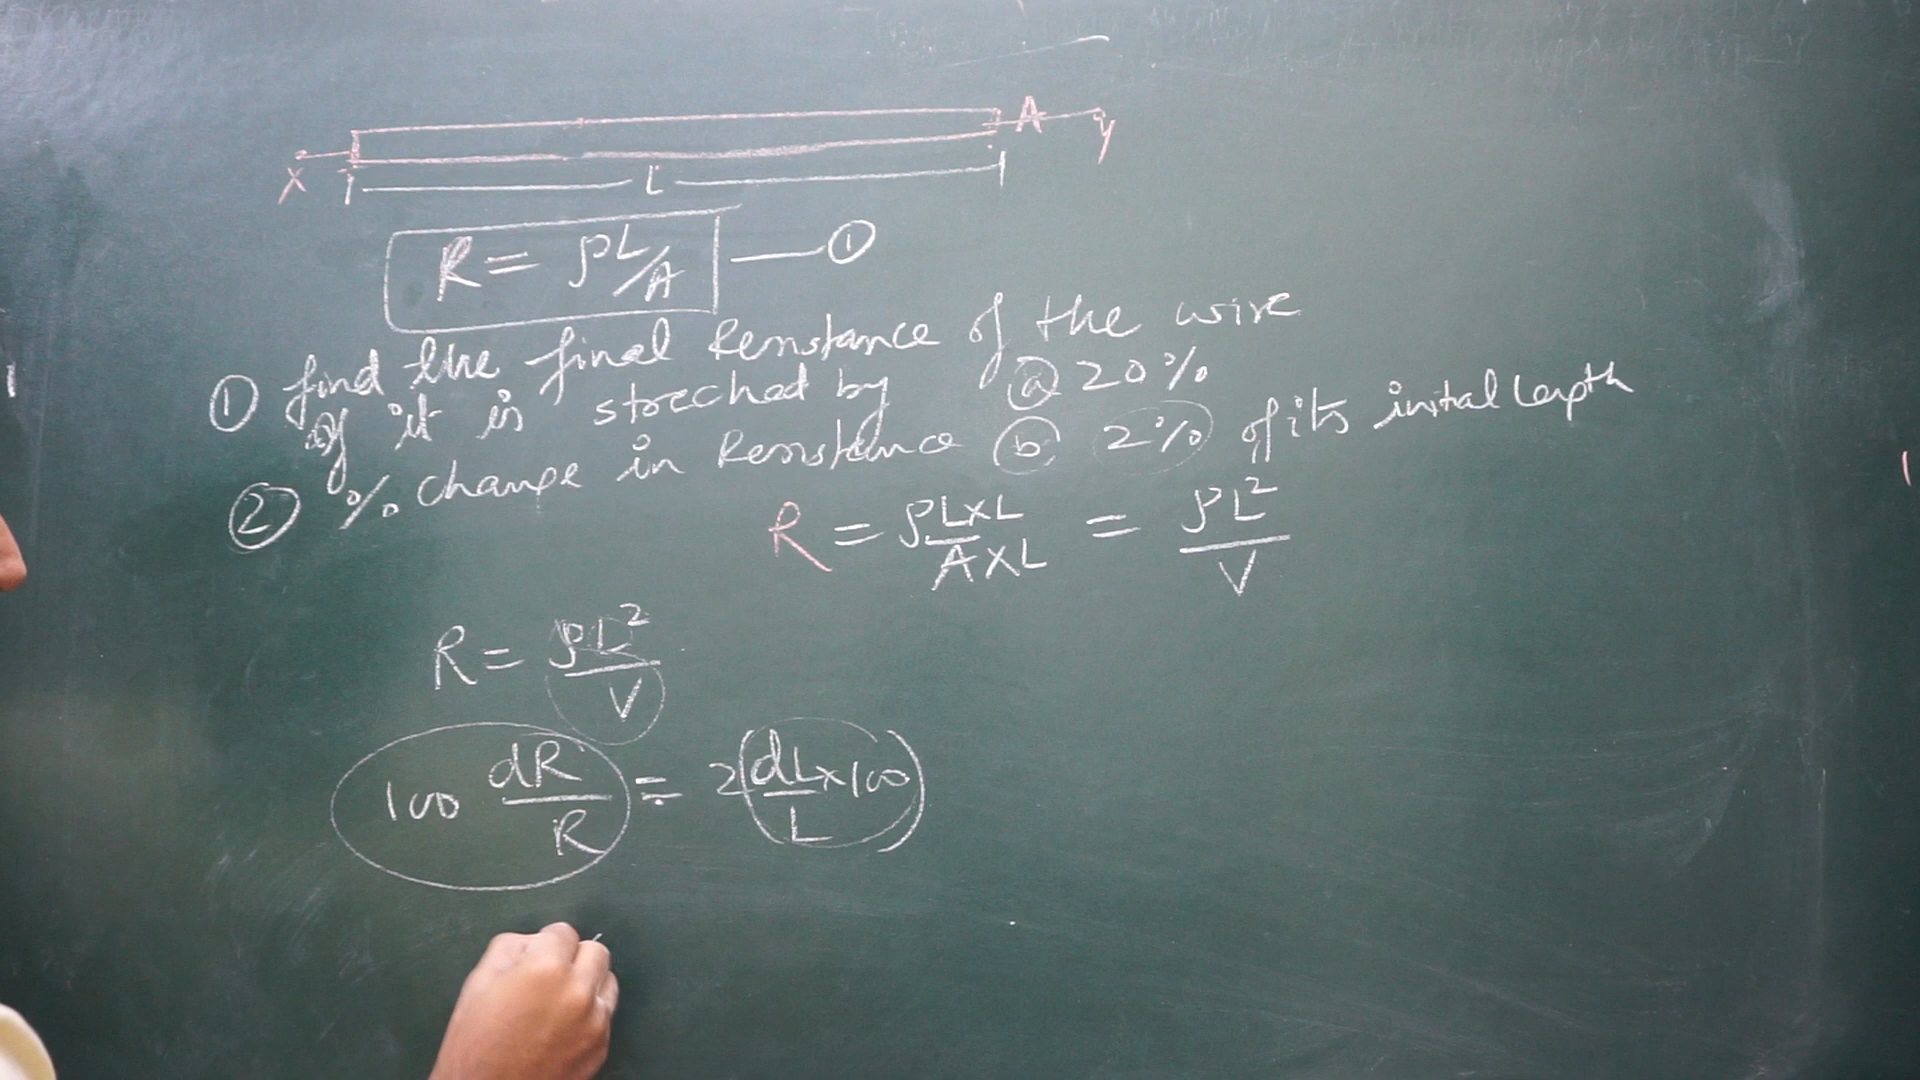 A
X
y
L
R = ρL/A — ①
① find the final Resistance of the wire
if it is streched by ⓐ 20%
② % change in Resistance ⓑ 2% of its initial length
R = ρL×L/A×L = ρL²/V
R = ρL²/V
100 dR/R = 2(dL/L × 100)